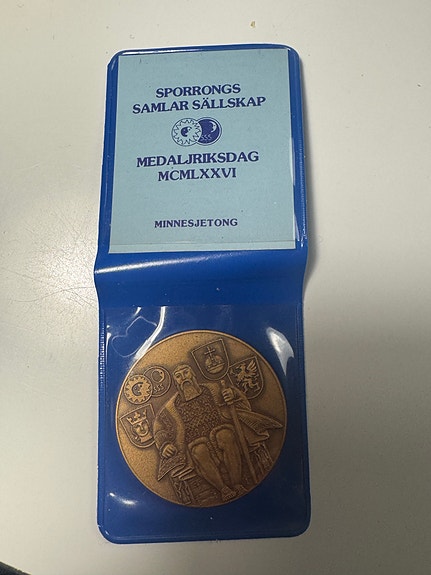 SPORRONGS
SAMLAR SÄLLSKAP
MEDALJRIKSDAG
MCMLXXVI
MINNESJETONG